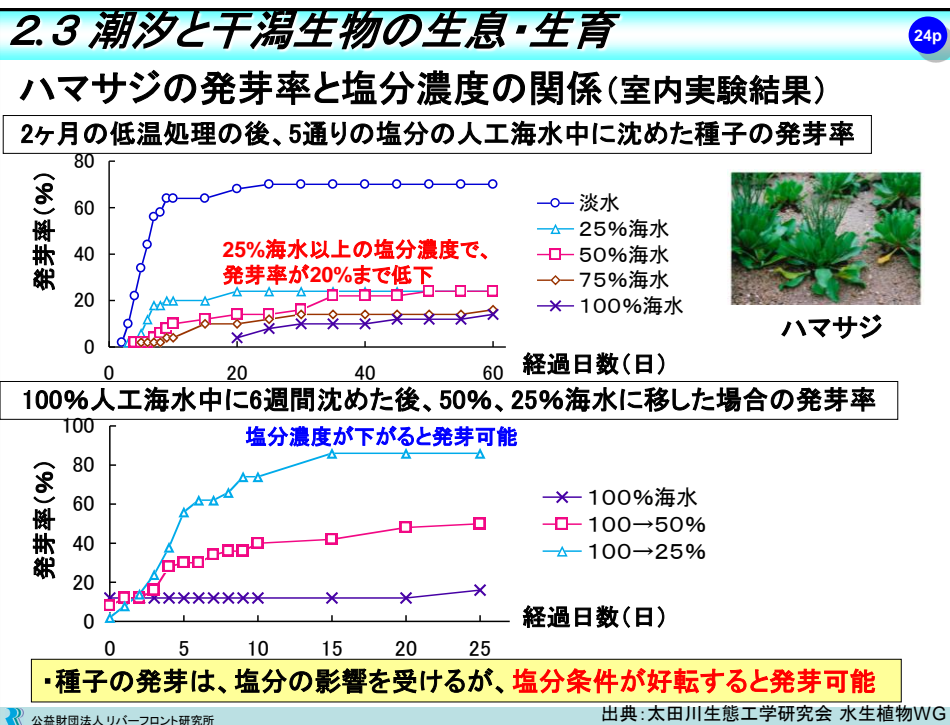 2.3 潮汐と干潟生物の生息・生育
24p
ハマサジの発芽率と塩分濃度の関係(室内実験結果)
2ヶ月の低温処理の後、5通りの塩分の人工海水中に沈めた種子の発芽率
発芽率(%)
80
60
40
20
0
0 20 40 60
経過日数(日)
25%海水以上の塩分濃度で、
発芽率が20%まで低下
淡水
25%海水
50%海水
75%海水
100%海水
ハマサジ
100%人工海水中に6週間沈めた後、50%、25%海水に移した場合の発芽率
発芽率(%)
100
80
60
40
20
0
0 5 10 15 20 25
経過日数(日)
塩分濃度が下がると発芽可能
100%海水
100→50%
100→25%
・種子の発芽は、塩分の影響を受けるが、塩分条件が好転すると発芽可能
公益財団法人 リバーフロント研究所
出典:太田川生態工学研究会 水生植物WG